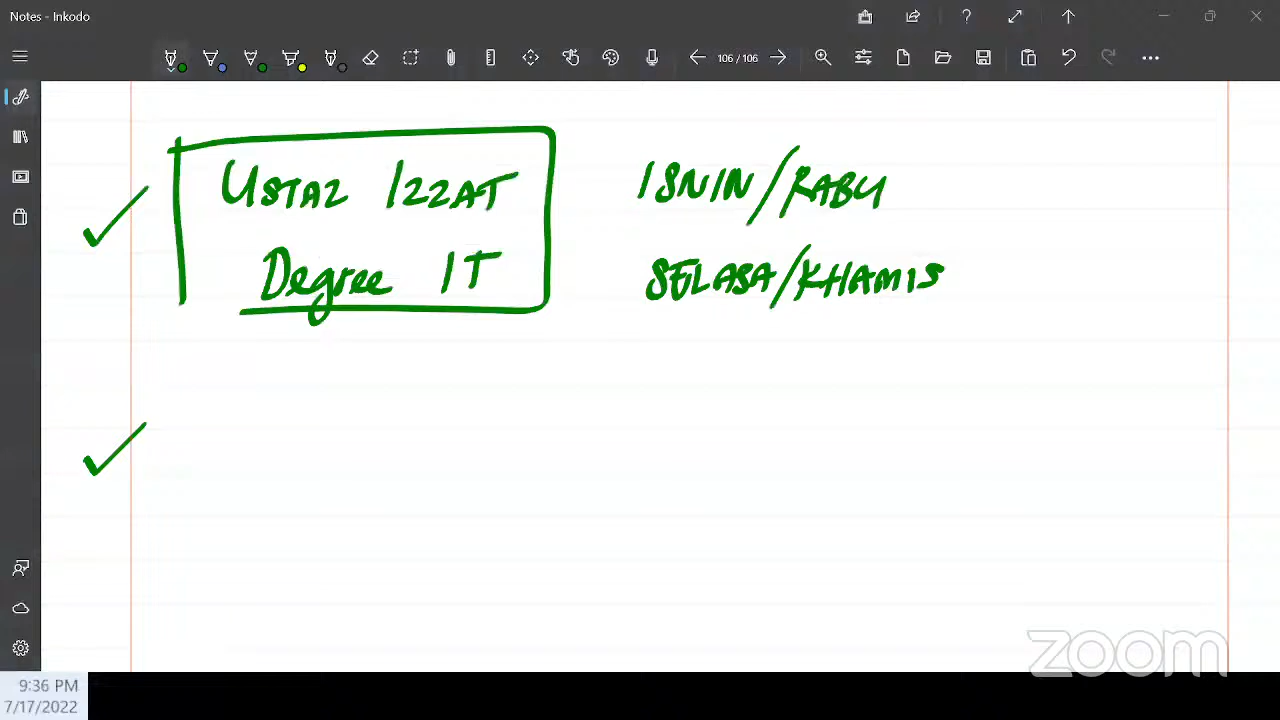 Notes - Inkodo
106 / 106
USTAZ IZZAT
Degree IT
ISNIN/RABU
SELASA/KHAMIS
zoom
9:36 PM
7/17/2022